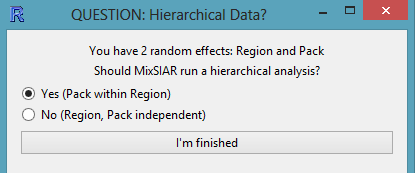 QUESTION: Hierarchical Data?
You have 2 random effects: Region and Pack
Should MixSIAR run a hierarchical analysis?
Yes (Pack within Region)
No (Region, Pack independent)
I'm finished